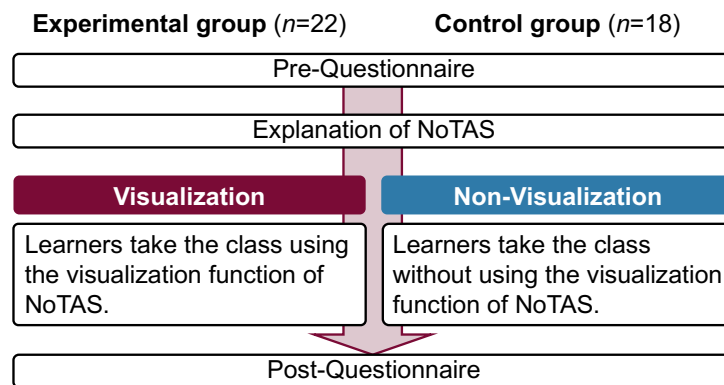 Experimental group (n=22) Control group (n=18)
Pre-Questionnaire
Explanation of NoTAS
Visualization
Learners take the class using
the visualization function of
NoTAS.
Non-Visualization
Learners take the class
without using the visualization
function of NoTAS.
Post-Questionnaire